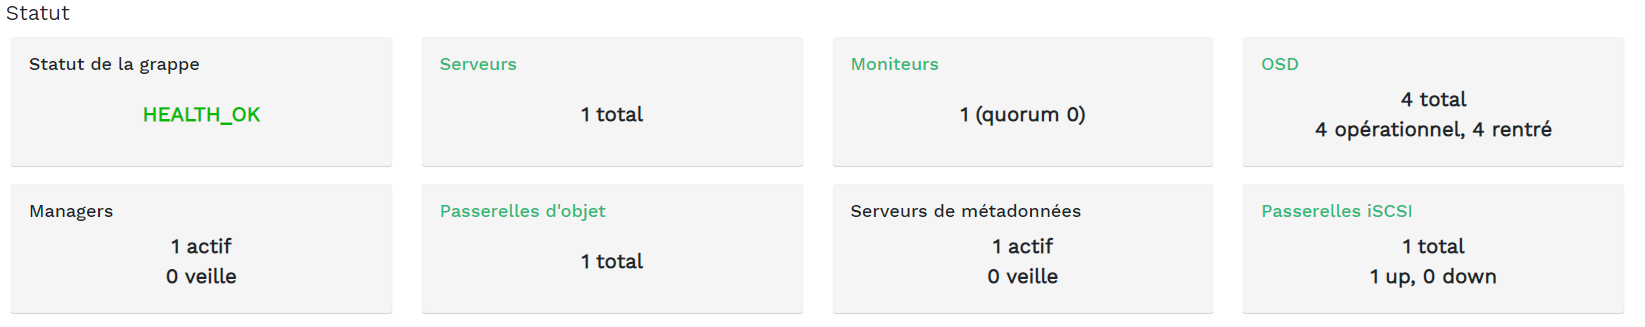 Statut
Statut de la grappe
HEALTH_OK
Serveurs
1 total
Moniteurs
1 (quorum 0)
OSD
4 total
4 opérationnel, 4 rentré
Managers
1 actif
0 veille
Passerelles d'objet
1 total
Serveurs de métadonnées
1 actif
0 veille
Passerelles iSCSI
1 total
1 up, 0 down